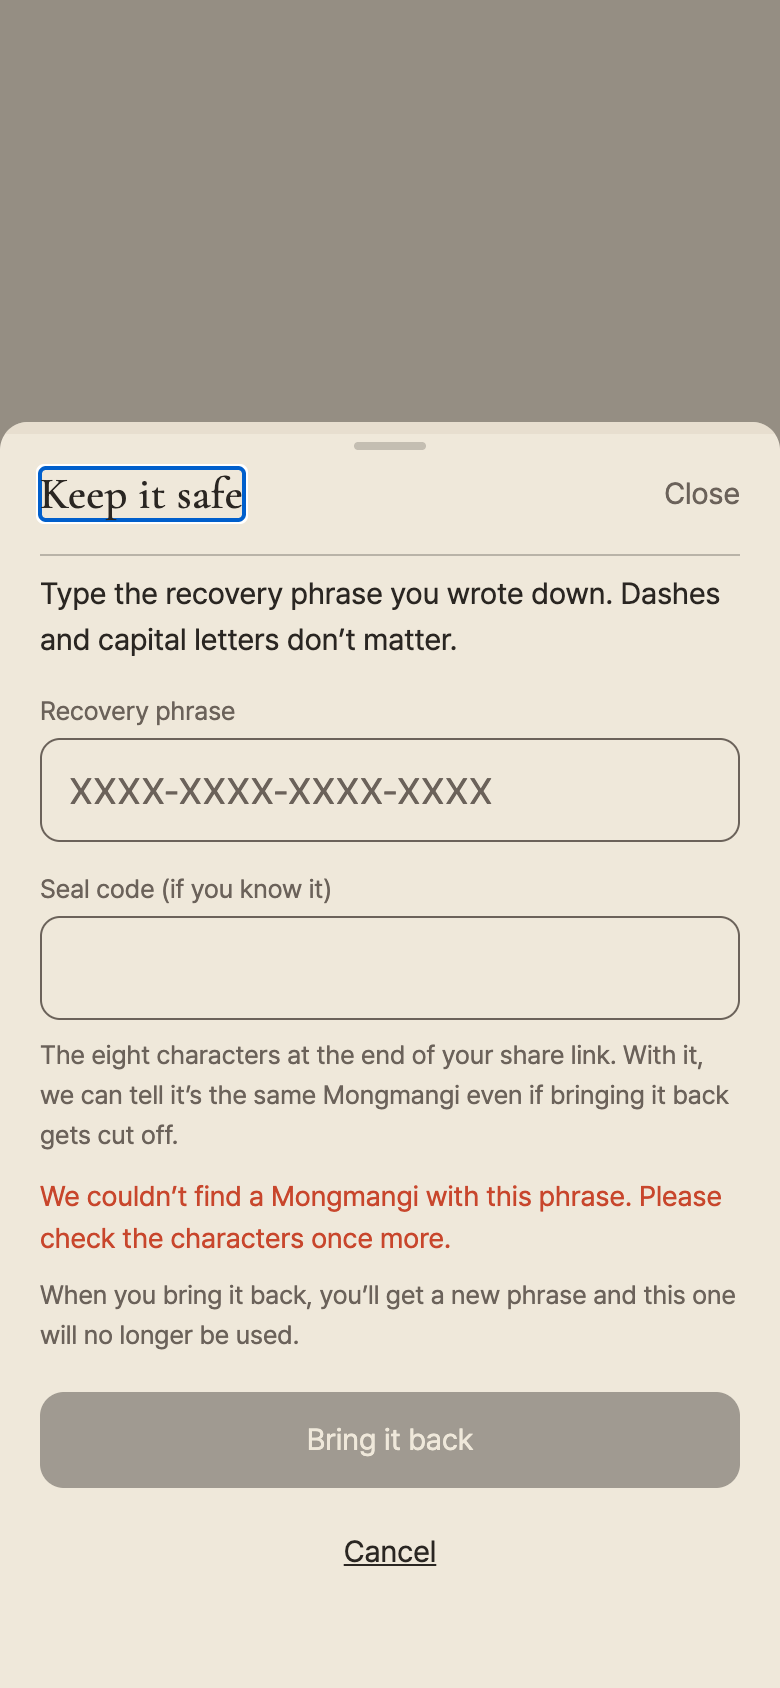 Keep it safe
Close
Type the recovery phrase you wrote down. Dashes
and capital letters don’t matter.
Recovery phrase
XXXX-XXXX-XXXX-XXXX
Seal code (if you know it)
The eight characters at the end of your share link. With it,
we can tell it’s the same Mongmangi even if bringing it back
gets cut off.
We couldn’t find a Mongmangi with this phrase. Please
check the characters once more.
When you bring it back, you’ll get a new phrase and this one
will no longer be used.
Bring it back
Cancel